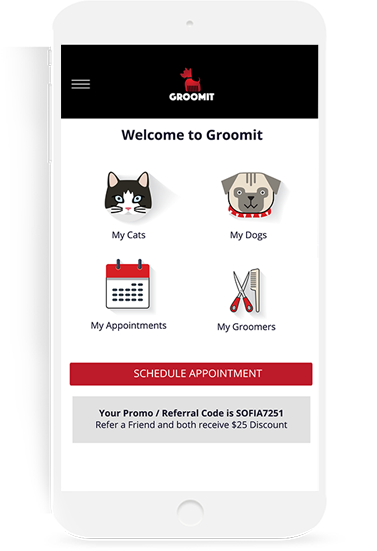 GROOMIT
Welcome to Groomit
My Cats
My Dogs
My Appointments
My Groomers
SCHEDULE APPOINTMENT
Your Promo / Referral Code is SOFIA7251
Refer a Friend and both receive $25 Discount